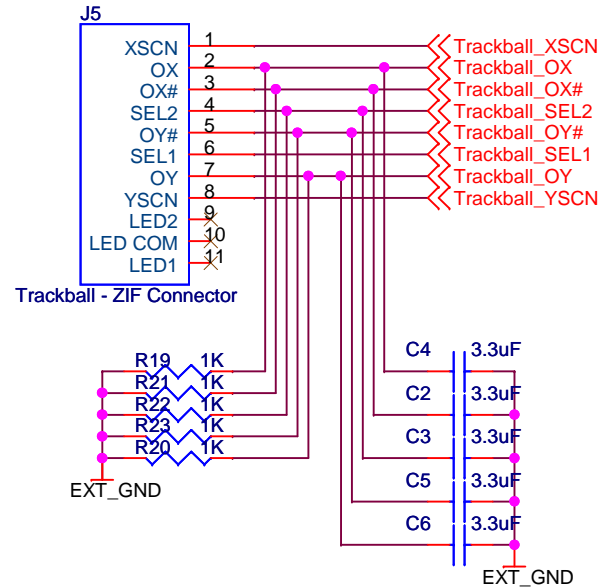 J5
XSCN 1 Trackball_XSCN
OX 2 Trackball_OX
OX# 3 Trackball_OX#
SEL2 4 Trackball_SEL2
OY# 5 Trackball_OY#
SEL1 6 Trackball_SEL1
OY 7 Trackball_OY
YSCN 8 Trackball_YSCN
LED2 9
LED COM 10
LED1 11
Trackball - ZIF Connector
R19 1K
R21 1K
R22 1K
R23 1K
R20 1K
EXT_GND
C4 3.3uF
C2 3.3uF
C3 3.3uF
C5 3.3uF
C6 3.3uF
EXT_GND